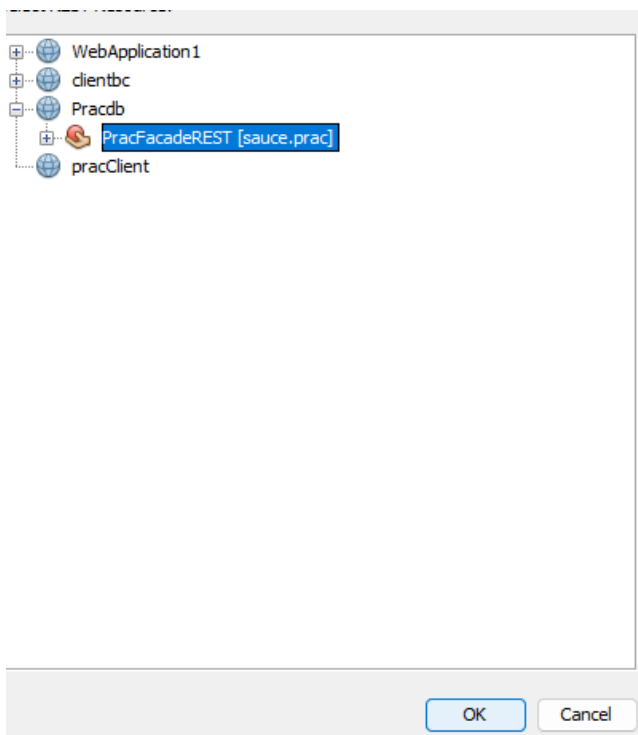 WebApplication1
clientbc
Pracdb
PracFacadeREST [sauce.prac]
pracClient
OK
Cancel